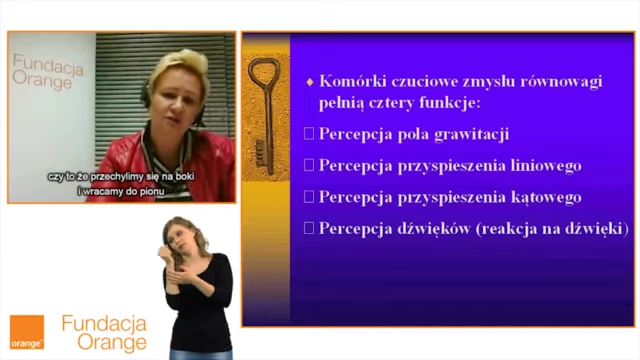 Fundacja
Orange
czy to że przechylimy się na boki
i wracamy do pionu
Komórki czuciowe zmysłu równowagi
pełnią cztery funkcje:
Percepcja pola grawitacji
Percepcja przyspieszenia liniowego
Percepcja przyspieszenia kątowego
Percepcja dźwięków (reakcja na dźwięki)
orange
Fundacja
Orange